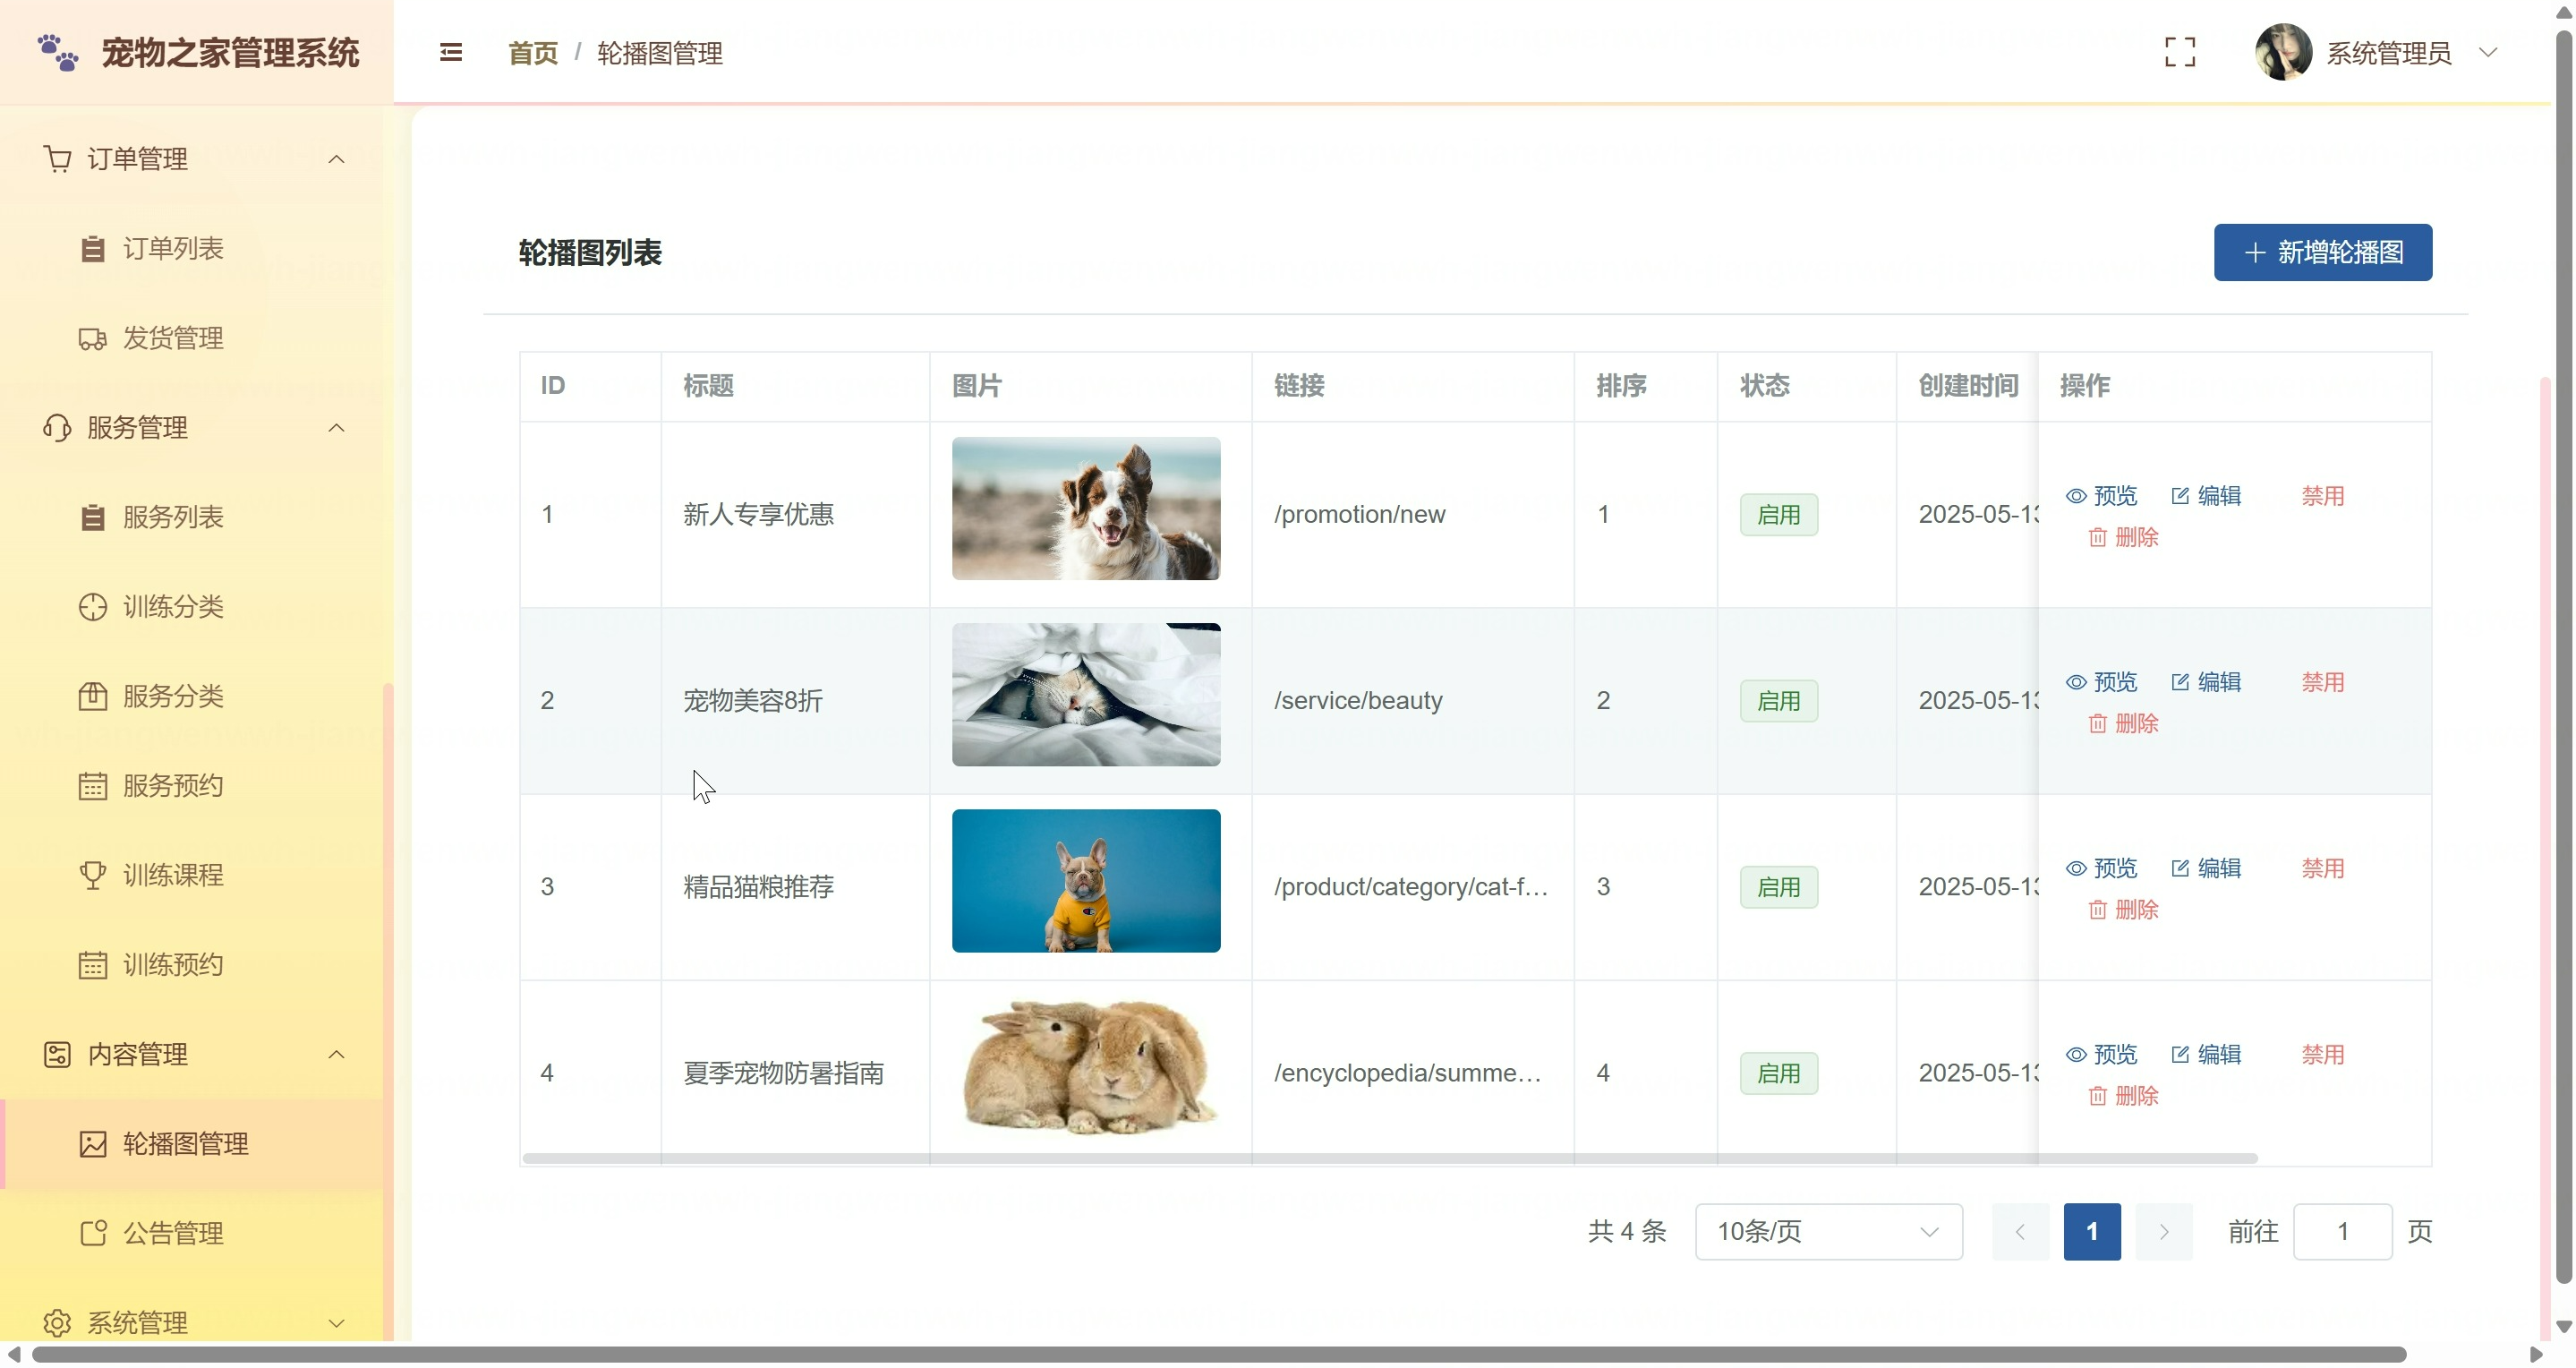 宠物之家管理系统
首页 / 轮播图管理
系统管理员
订单管理
订单列表
发货管理
服务管理
服务列表
训练分类
服务分类
服务预约
训练课程
训练预约
内容管理
轮播图管理
公告管理
系统管理
轮播图列表
新增轮播图
ID 标题 图片 链接 排序 状态 创建时间 操作
1 新人专享优惠 /promotion/new 1 启用 2025-05-13 预览 编辑 禁用
删除
2 宠物美容8折 /service/beauty 2 启用 2025-05-13 预览 编辑 禁用
删除
3 精品猫粮推荐 /product/category/cat-f... 3 启用 2025-05-13 预览 编辑 禁用
删除
4 夏季宠物防暑指南 /encyclopedia/summe... 4 启用 2025-05-13 预览 编辑 禁用
删除
共 4 条 10条/页 1 前往 1 页